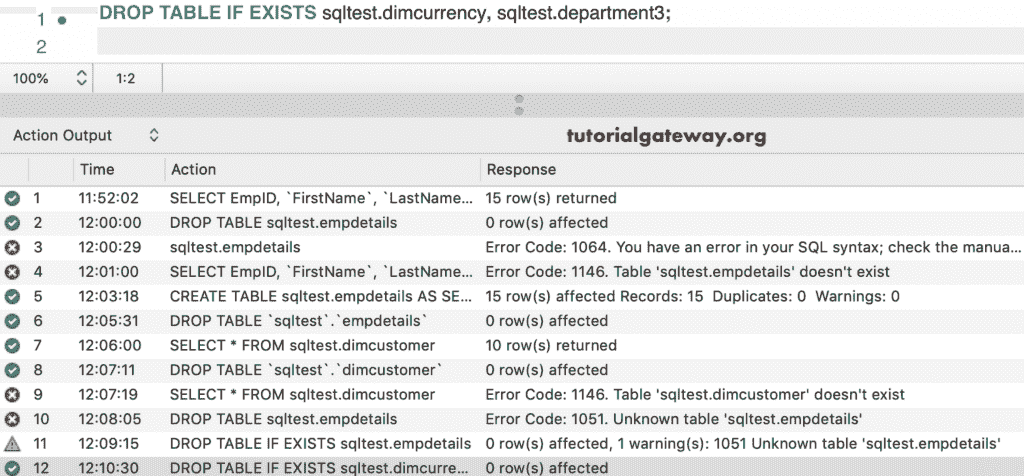 1 DROP TABLE IF EXISTS sqltest.dimcurrency, sqltest.department3;
2
100% 1:2
Action Output tutorialgateway.org
Time Action Response
1 11:52:02 SELECT EmpID, `FirstName`, `LastName... 15 row(s) returned
2 12:00:00 DROP TABLE sqltest.empdetails 0 row(s) affected
3 12:00:29 sqltest.empdetails Error Code: 1064. You have an error in your SQL syntax; check the manua...
4 12:01:00 SELECT EmpID, `FirstName`, `LastName... Error Code: 1146. Table 'sqltest.empdetails' doesn't exist
5 12:03:18 CREATE TABLE sqltest.empdetails AS SE... 15 row(s) affected Records: 15 Duplicates: 0 Warnings: 0
6 12:05:31 DROP TABLE `sqltest`.`empdetails` 0 row(s) affected
7 12:06:00 SELECT * FROM sqltest.dimcustomer 10 row(s) returned
8 12:07:11 DROP TABLE `sqltest`.`dimcustomer` 0 row(s) affected
9 12:07:19 SELECT * FROM sqltest.dimcustomer Error Code: 1146. Table 'sqltest.dimcustomer' doesn't exist
10 12:08:05 DROP TABLE sqltest.empdetails Error Code: 1051. Unknown table 'sqltest.empdetails'
11 12:09:15 DROP TABLE IF EXISTS sqltest.empdetails 0 row(s) affected, 1 warning(s): 1051 Unknown table 'sqltest.empdetails'
12 12:10:30 DROP TABLE IF EXISTS sqltest.dimcurre... 0 row(s) affected